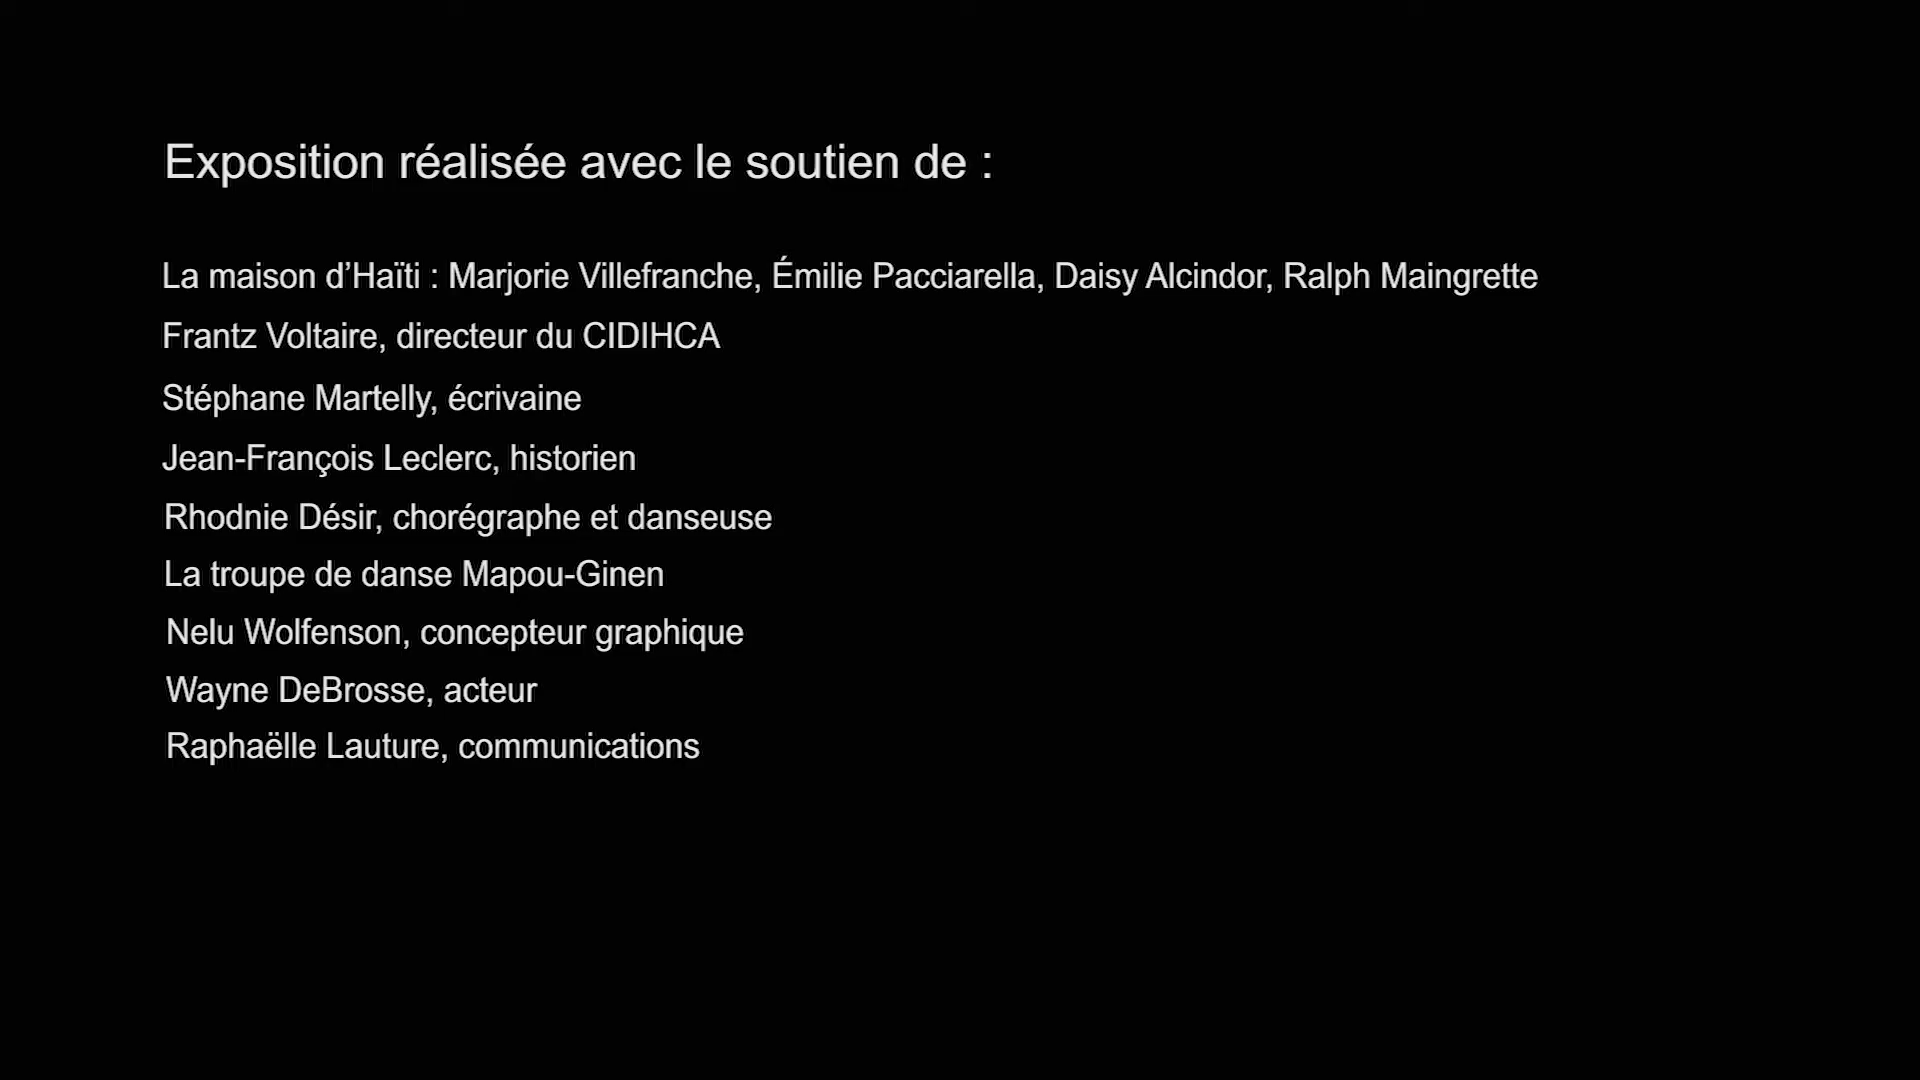 Exposition réalisée avec le soutien de :
La maison d’Haïti : Marjorie Villefranche, Émilie Pacciarella, Daisy Alcindor, Ralph Maingrette
Frantz Voltaire, directeur du CIDIHCA
Stéphane Martelly, écrivaine
Jean-François Leclerc, historien
Rhodnie Désir, chorégraphe et danseuse
La troupe de danse Mapou-Ginen
Nelu Wolfenson, concepteur graphique
Wayne DeBrosse, acteur
Raphaëlle Lauture, communications